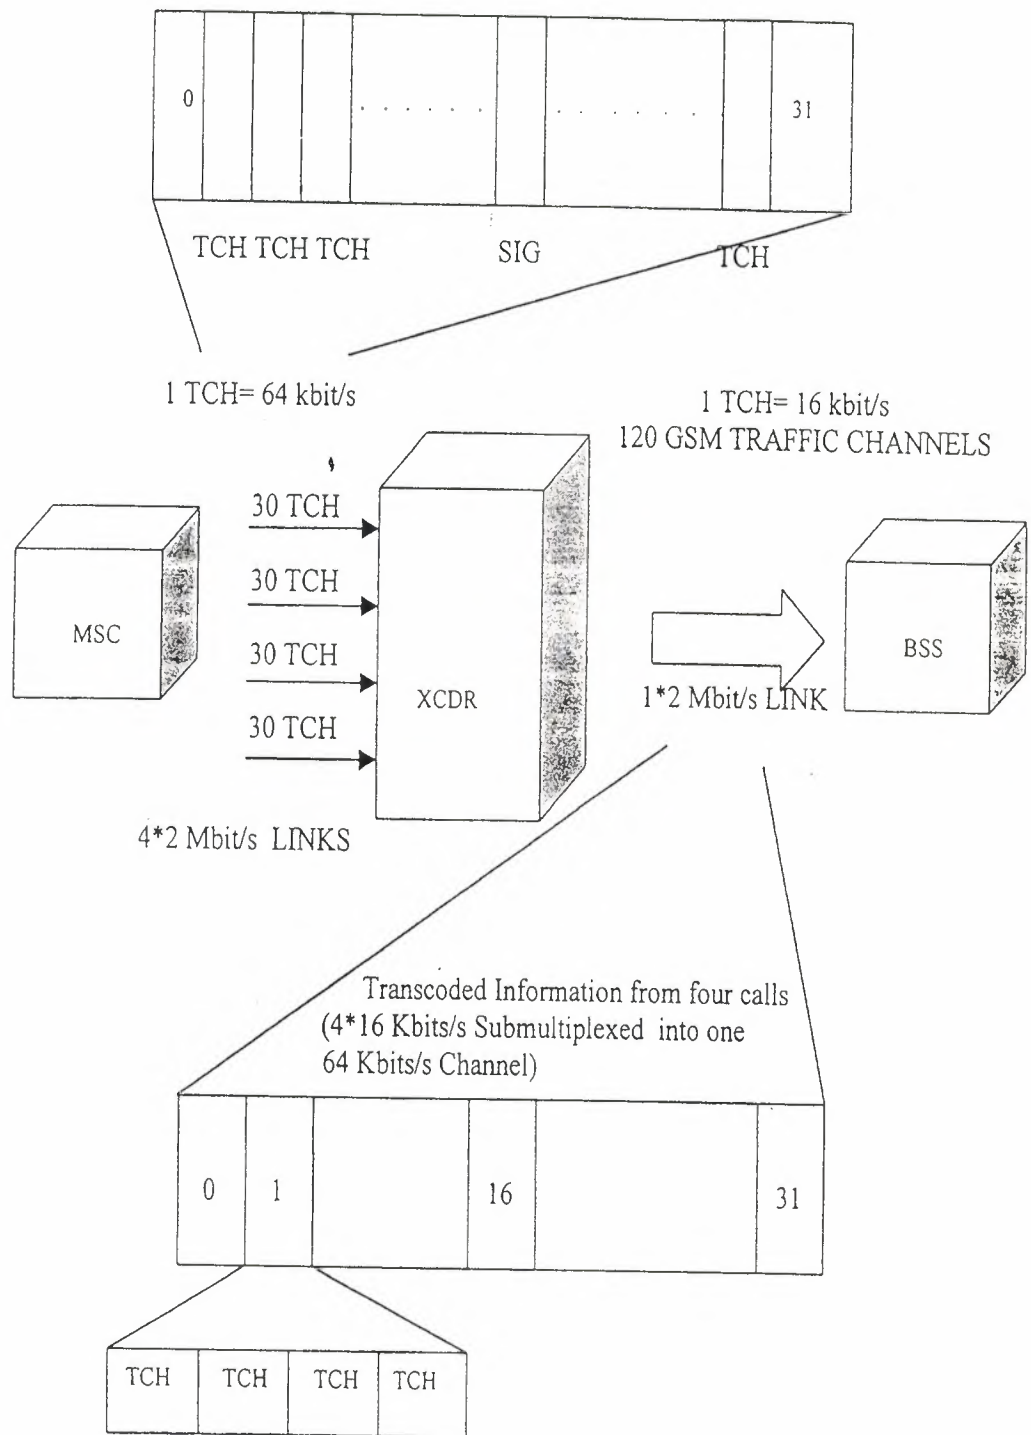 0
31
TCH TCH TCH
SIG
TCH
1 TCH= 64 kbit/s
1 TCH= 16 kbit/s
120 GSM TRAFFIC CHANNELS
30 TCH
30 TCH
30 TCH
30 TCH
MSC
XCDR
BSS
1*2 Mbit/s LINK
4*2 Mbit/s LINKS
Transcoded Information from four calls
(4*16 Kbits/s Submultiplexed into one
64 Kbits/s Channel)
0
1
16
31
TCH
TCH
TCH
TCH